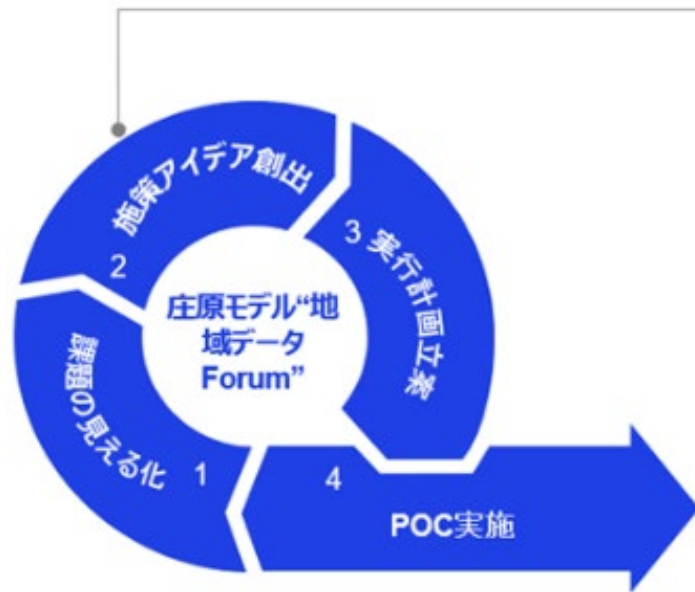 庄原モデル“地
域データ
Forum”
1 課題の見える化
2 施策アイデア創出
3 実行計画立案
4 POC実施